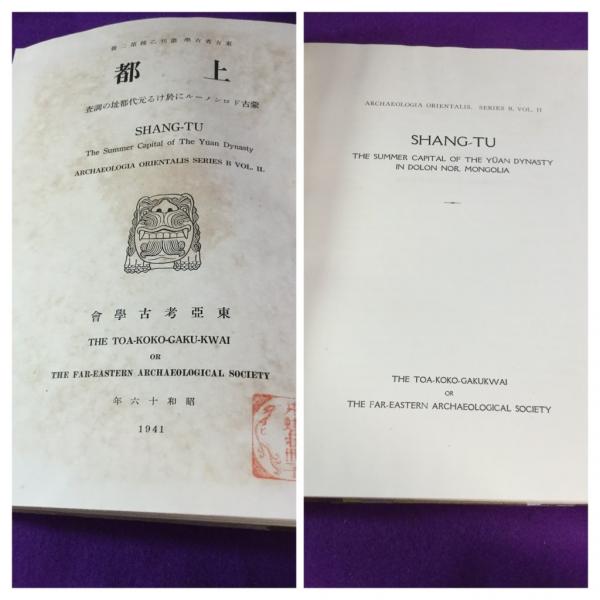 東方考古學叢刊乙種第二冊
上都
蒙古ドロンノールに於ける元代都址の調査
SHANG-TU
The Summer Capital of The Yuan Dynasty
ARCHAEOLOGIA ORIENTALIS SERIES B VOL. II.
東亞考古學會
THE TOA-KOKO-GAKU-KWAI
OR
THE FAR-EASTERN ARCHAEOLOGICAL SOCIETY
昭和十六年
1941
ARCHAEOLOGIA ORIENTALIS, SERIES B, VOL. II
SHANG-TU
THE SUMMER CAPITAL OF THE YÜAN DYNASTY
IN DOLON NOR, MONGOLIA
THE TOA-KOKO-GAKUKWAI
OR
THE FAR-EASTERN ARCHAEOLOGICAL SOCIETY